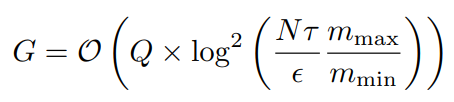 G = 𝒪 ( Q × log² ( Nτ/ϵ m_max/m_min ) )